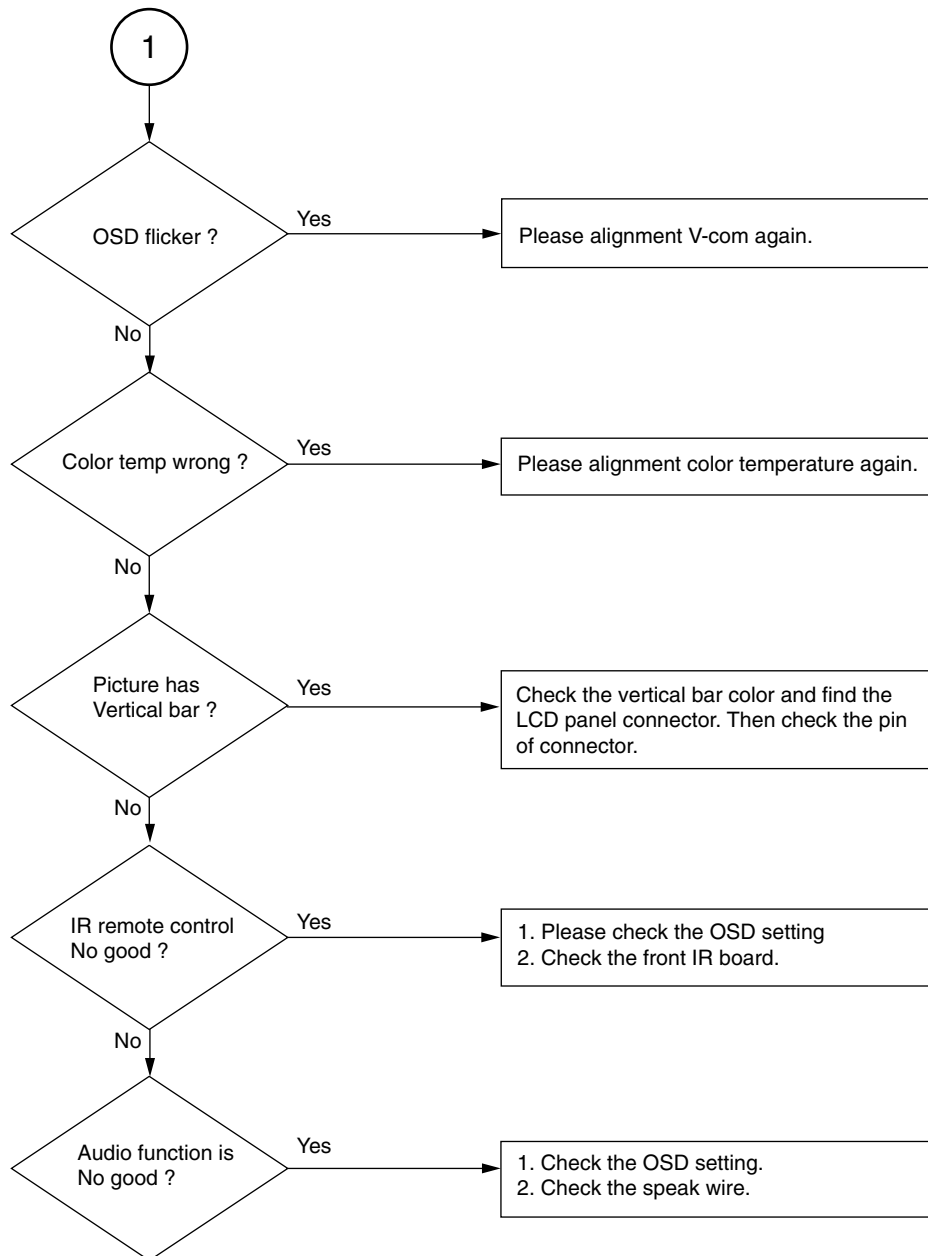 1
OSD flicker ?
Yes
Please alignment V-com again.
No
Color temp wrong ?
Yes
Please alignment color temperature again.
No
Picture has
Vertical bar ?
Yes
Check the vertical bar color and find the
LCD panel connector. Then check the pin
of connector.
No
IR remote control
No good ?
Yes
1. Please check the OSD setting
2. Check the front IR board.
No
Audio function is
No good ?
Yes
1. Check the OSD setting.
2. Check the speak wire.